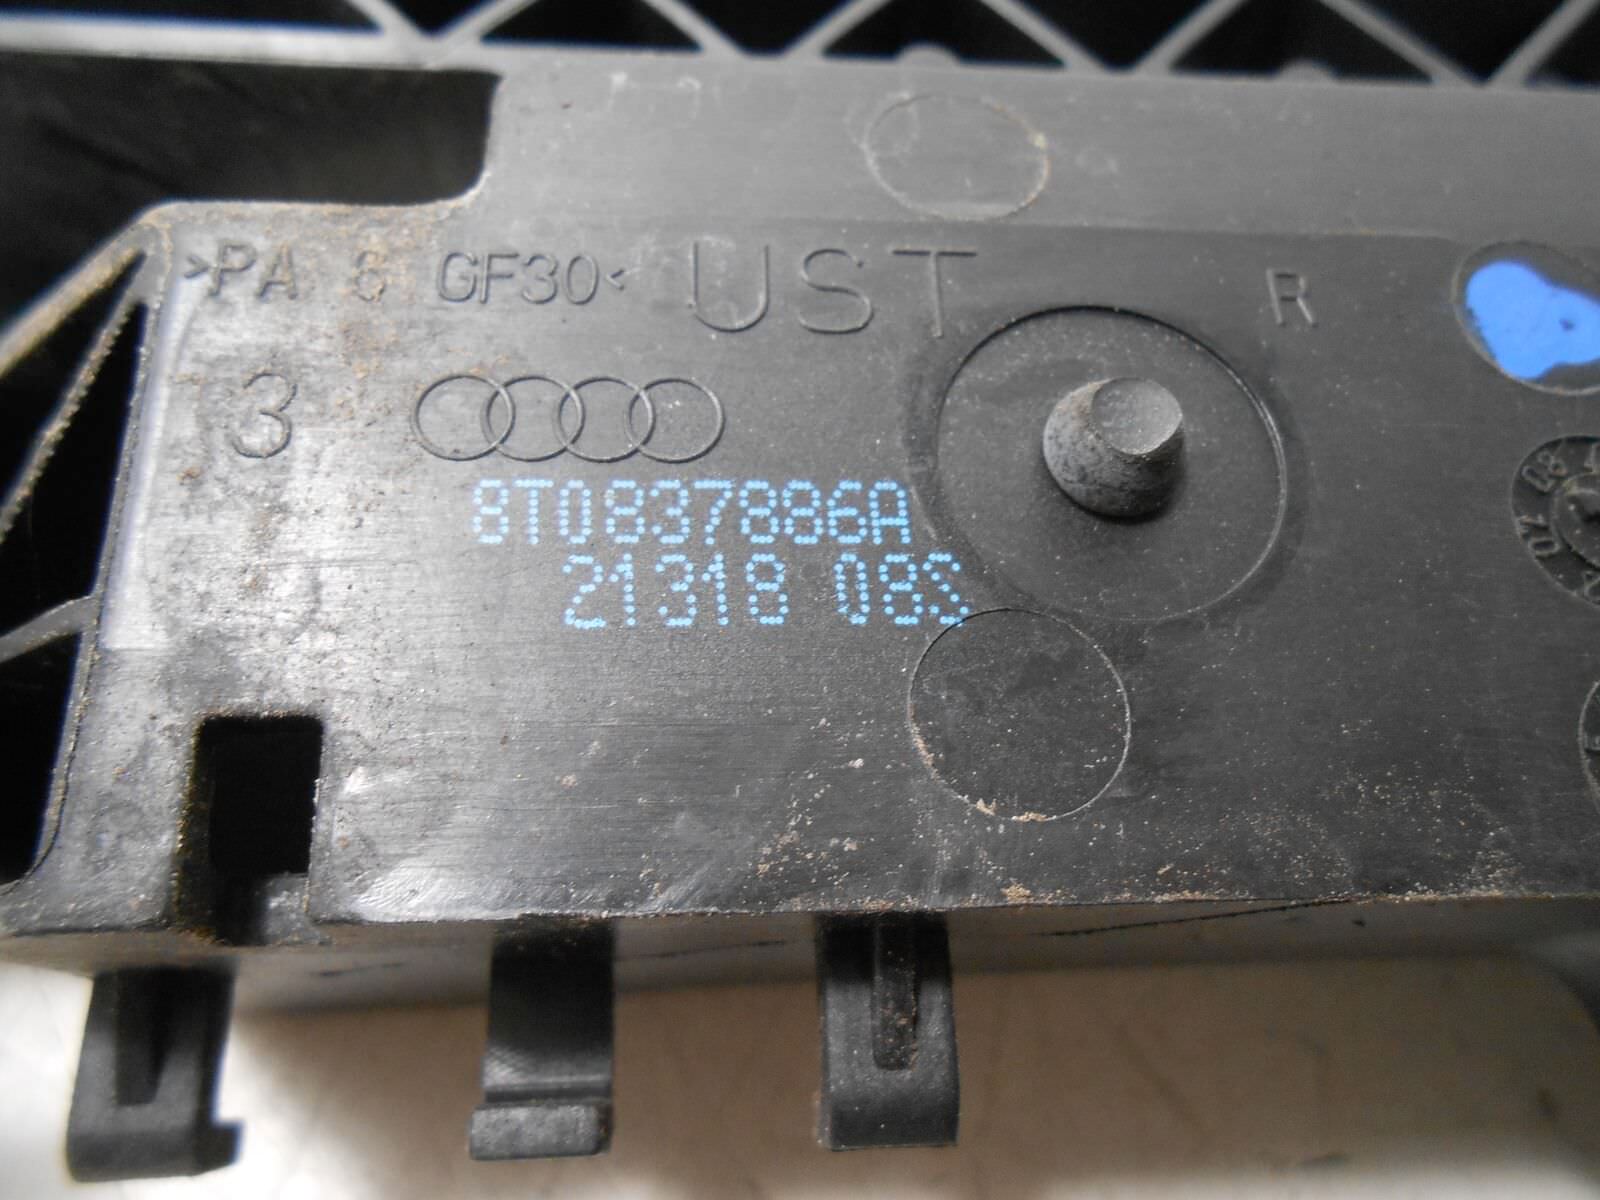 >PA 6 GF30< UST R
3
8T0837886A
21318 08S